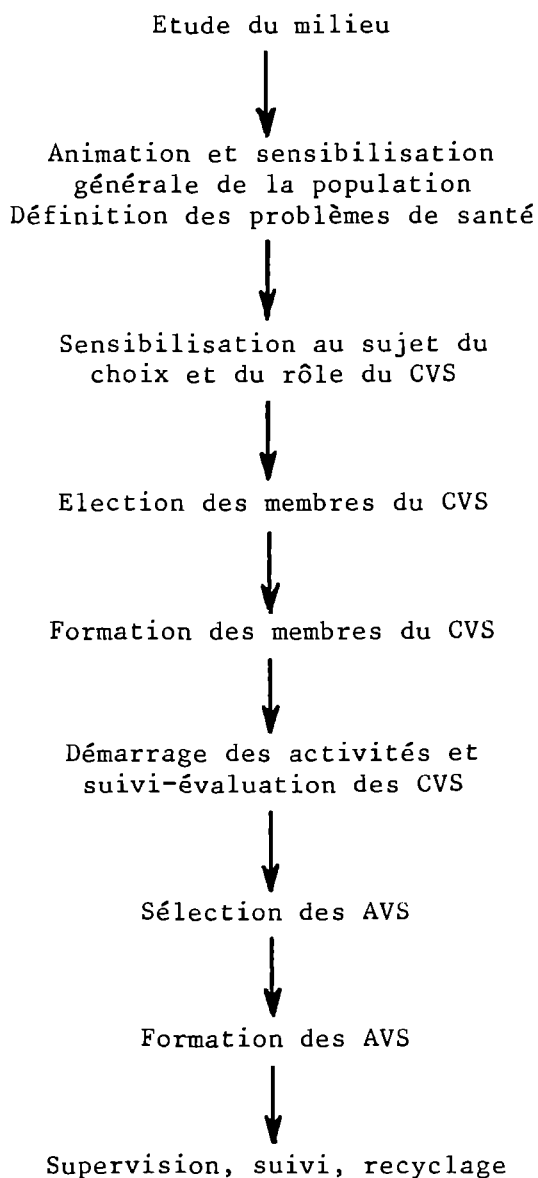 Etude du milieu
Animation et sensibilisation
générale de la population
Définition des problèmes de santé
Sensibilisation au sujet du
choix et du rôle du CVS
Election des membres du CVS
Formation des membres du CVS
Démarrage des activités et
suivi-évaluation des CVS
Sélection des AVS
Formation des AVS
Supervision, suivi, recyclage